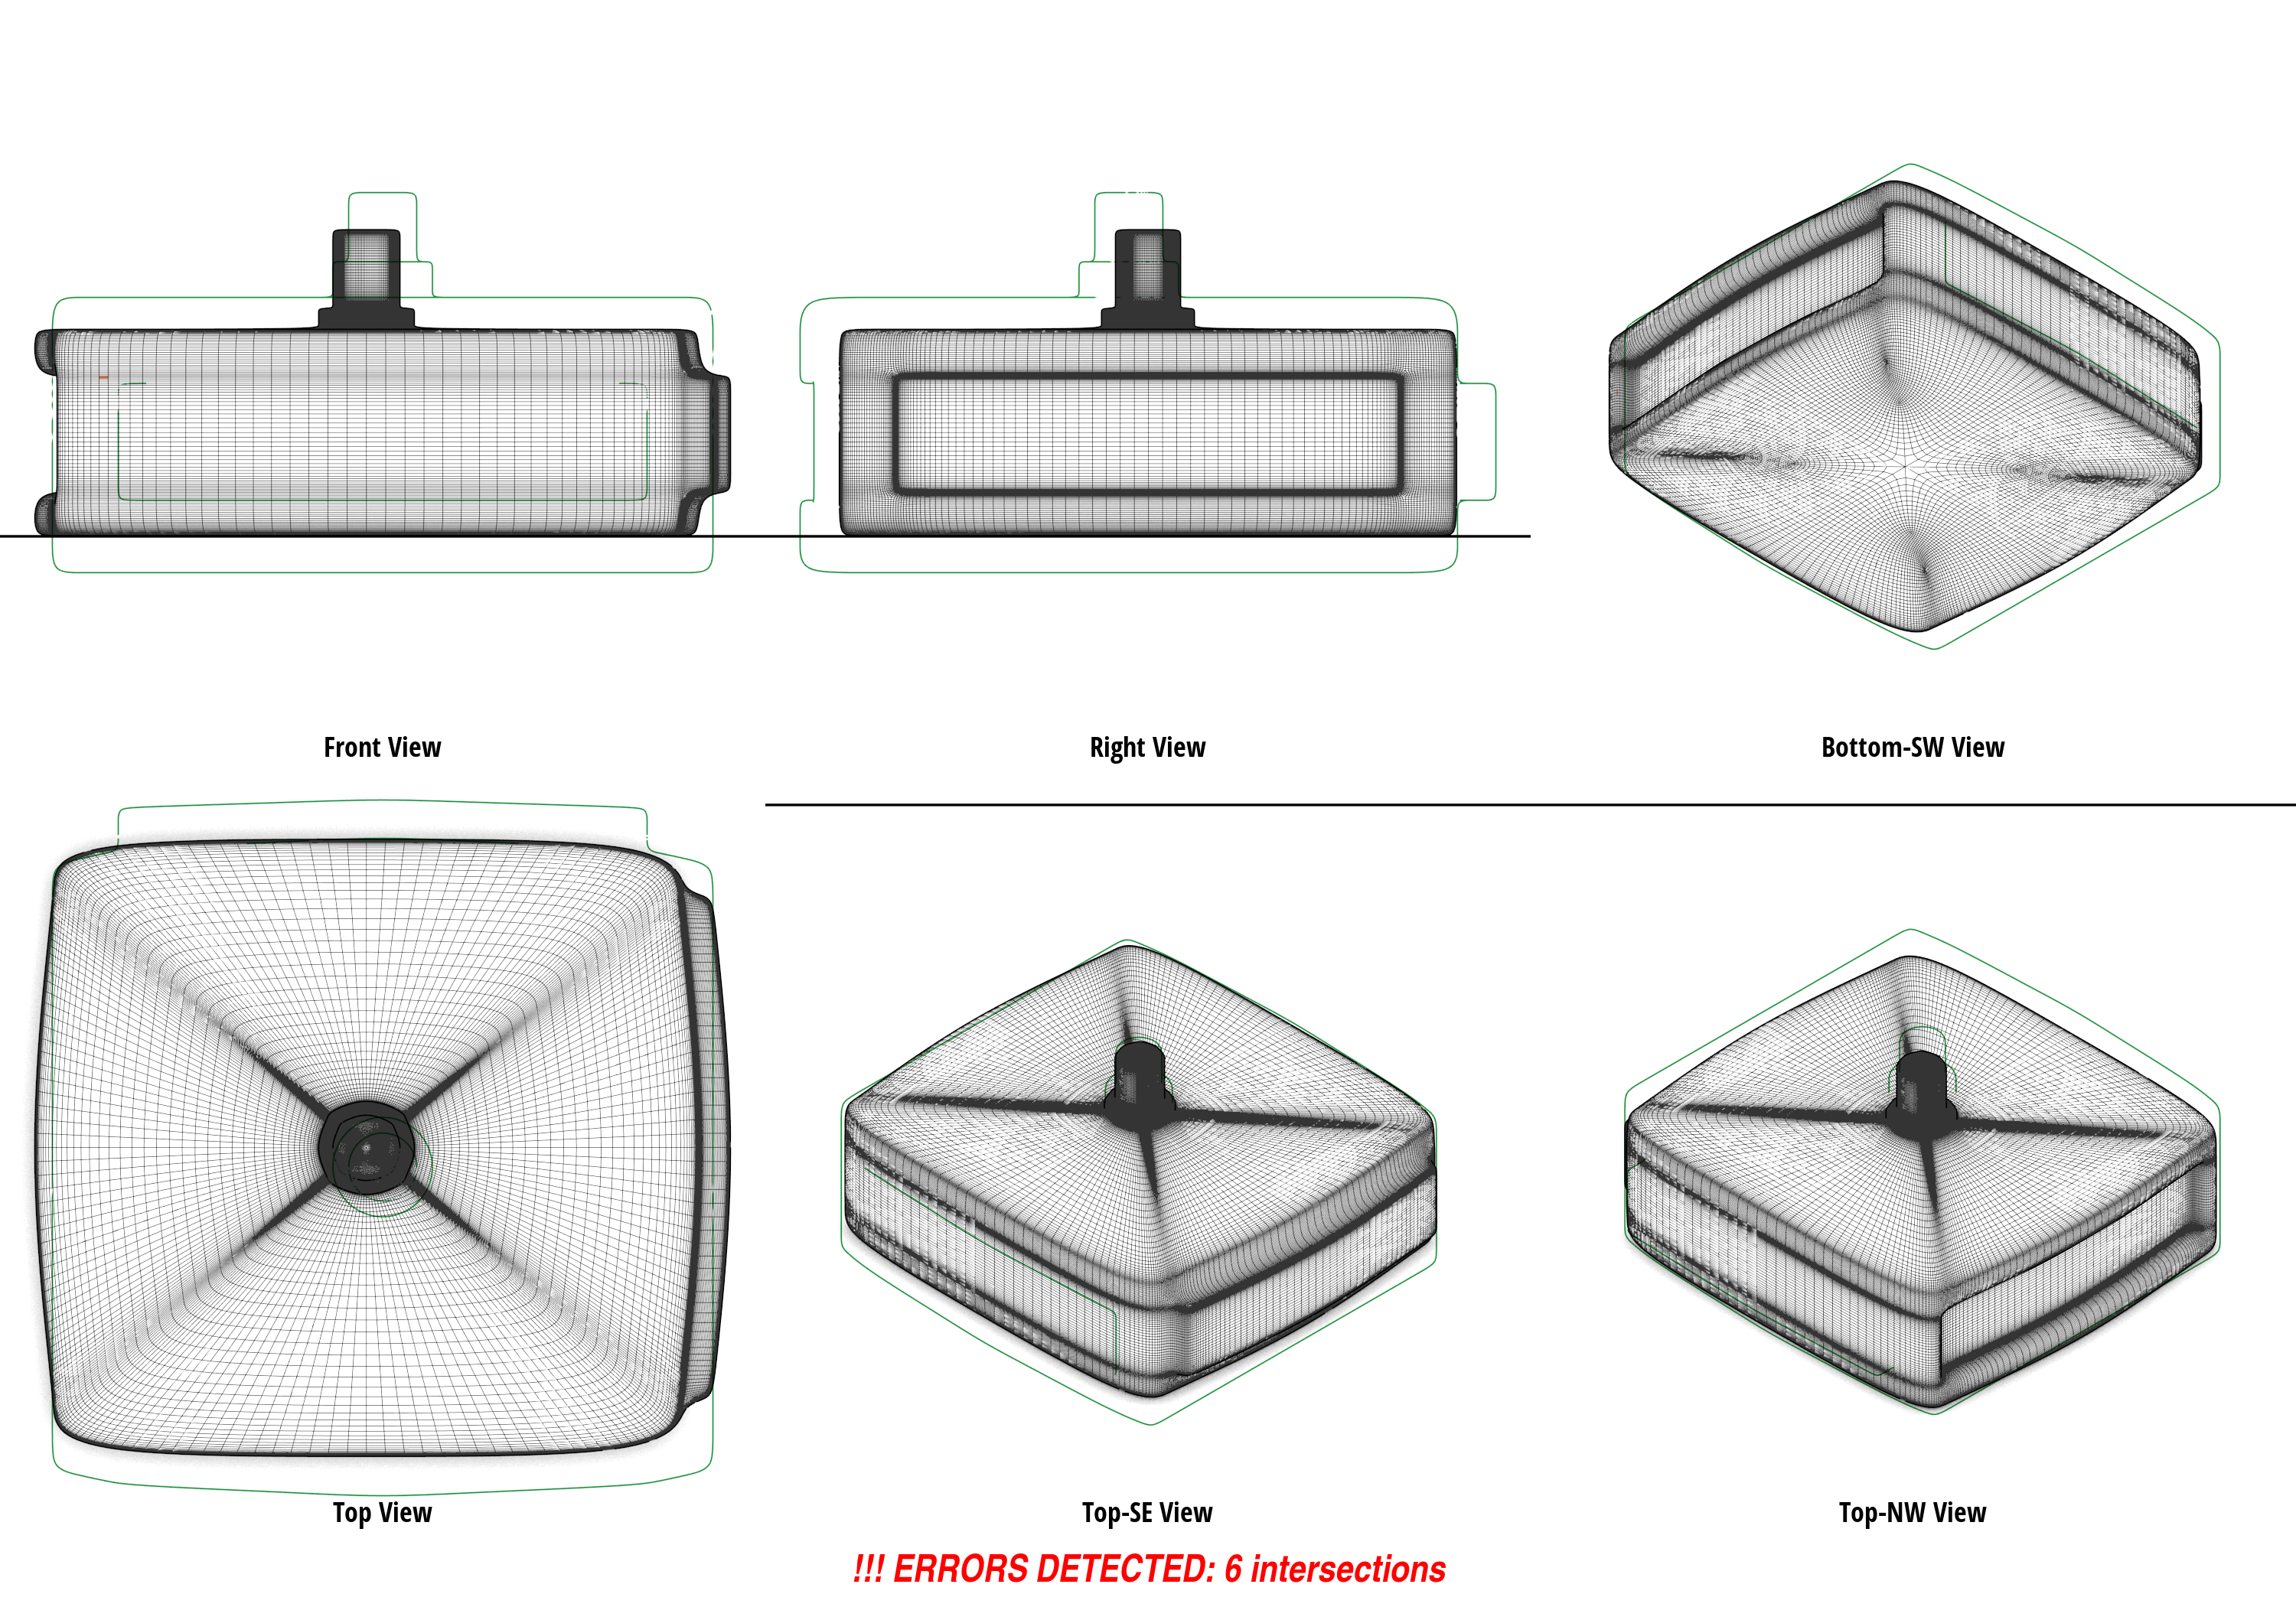 Front View
Right View
Bottom-SW View
Top View
Top-SE View
Top-NW View
!!! ERRORS DETECTED: 6 intersections